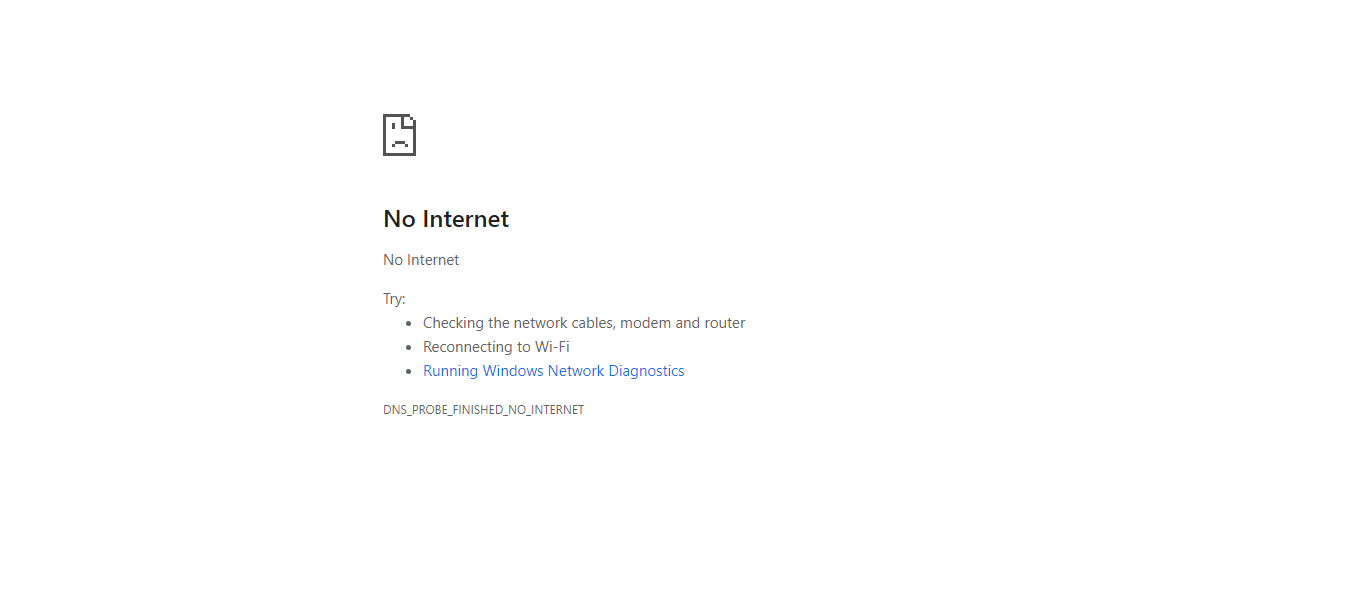 No Internet
No Internet
Try:
Checking the network cables, modem and router
Reconnecting to Wi-Fi
Running Windows Network Diagnostics
DNS_PROBE_FINISHED_NO_INTERNET